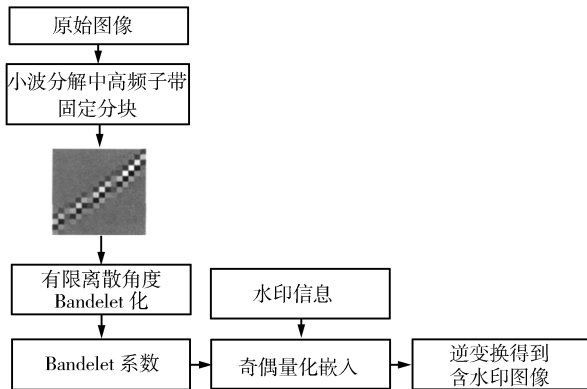 原始图像
小波分解中高频子带
固定分块
有限离散角度
Bandelet 化
水印信息
Bandelet 系数
奇偶量化嵌入
逆变换得到
含水印图像